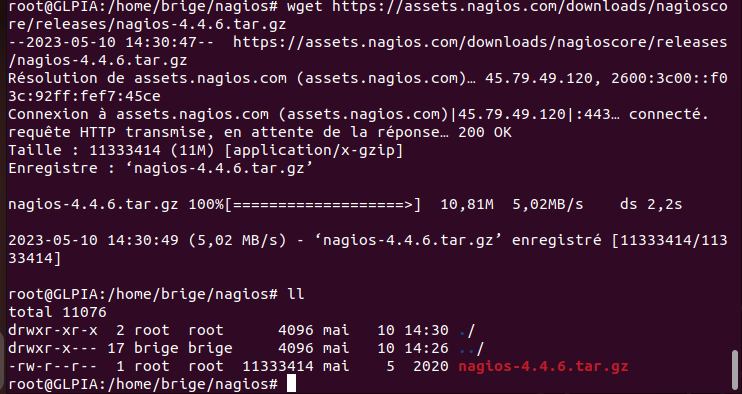 root@GLPIA:/home/brige/nagios# wget https://assets.nagios.com/downloads/nagiosco
re/releases/nagios-4.4.6.tar.gz
--2023-05-10 14:30:47--  https://assets.nagios.com/downloads/nagioscore/releases
/nagios-4.4.6.tar.gz
Résolution de assets.nagios.com (assets.nagios.com)… 45.79.49.120, 2600:3c00::f0
3c:92ff:fef7:45ce
Connexion à assets.nagios.com (assets.nagios.com)|45.79.49.120|:443… connecté.
requête HTTP transmise, en attente de la réponse… 200 OK
Taille : 11333414 (11M) [application/x-gzip]
Enregistre : ‘nagios-4.4.6.tar.gz’
nagios-4.4.6.tar.gz 100%[===================>]  10,81M  5,02MB/s    ds 2,2s
2023-05-10 14:30:49 (5,02 MB/s) - ‘nagios-4.4.6.tar.gz’ enregistré [11333414/113
33414]
root@GLPIA:/home/brige/nagios# ll
total 11076
drwxr-xr-x  2 root  root      4096 mai   10 14:30 ./
drwxr-x--- 17 brige brige     4096 mai   10 14:26 ../
-rw-r--r--  1 root  root  11333414 mai    5  2020 nagios-4.4.6.tar.gz
root@GLPIA:/home/brige/nagios#